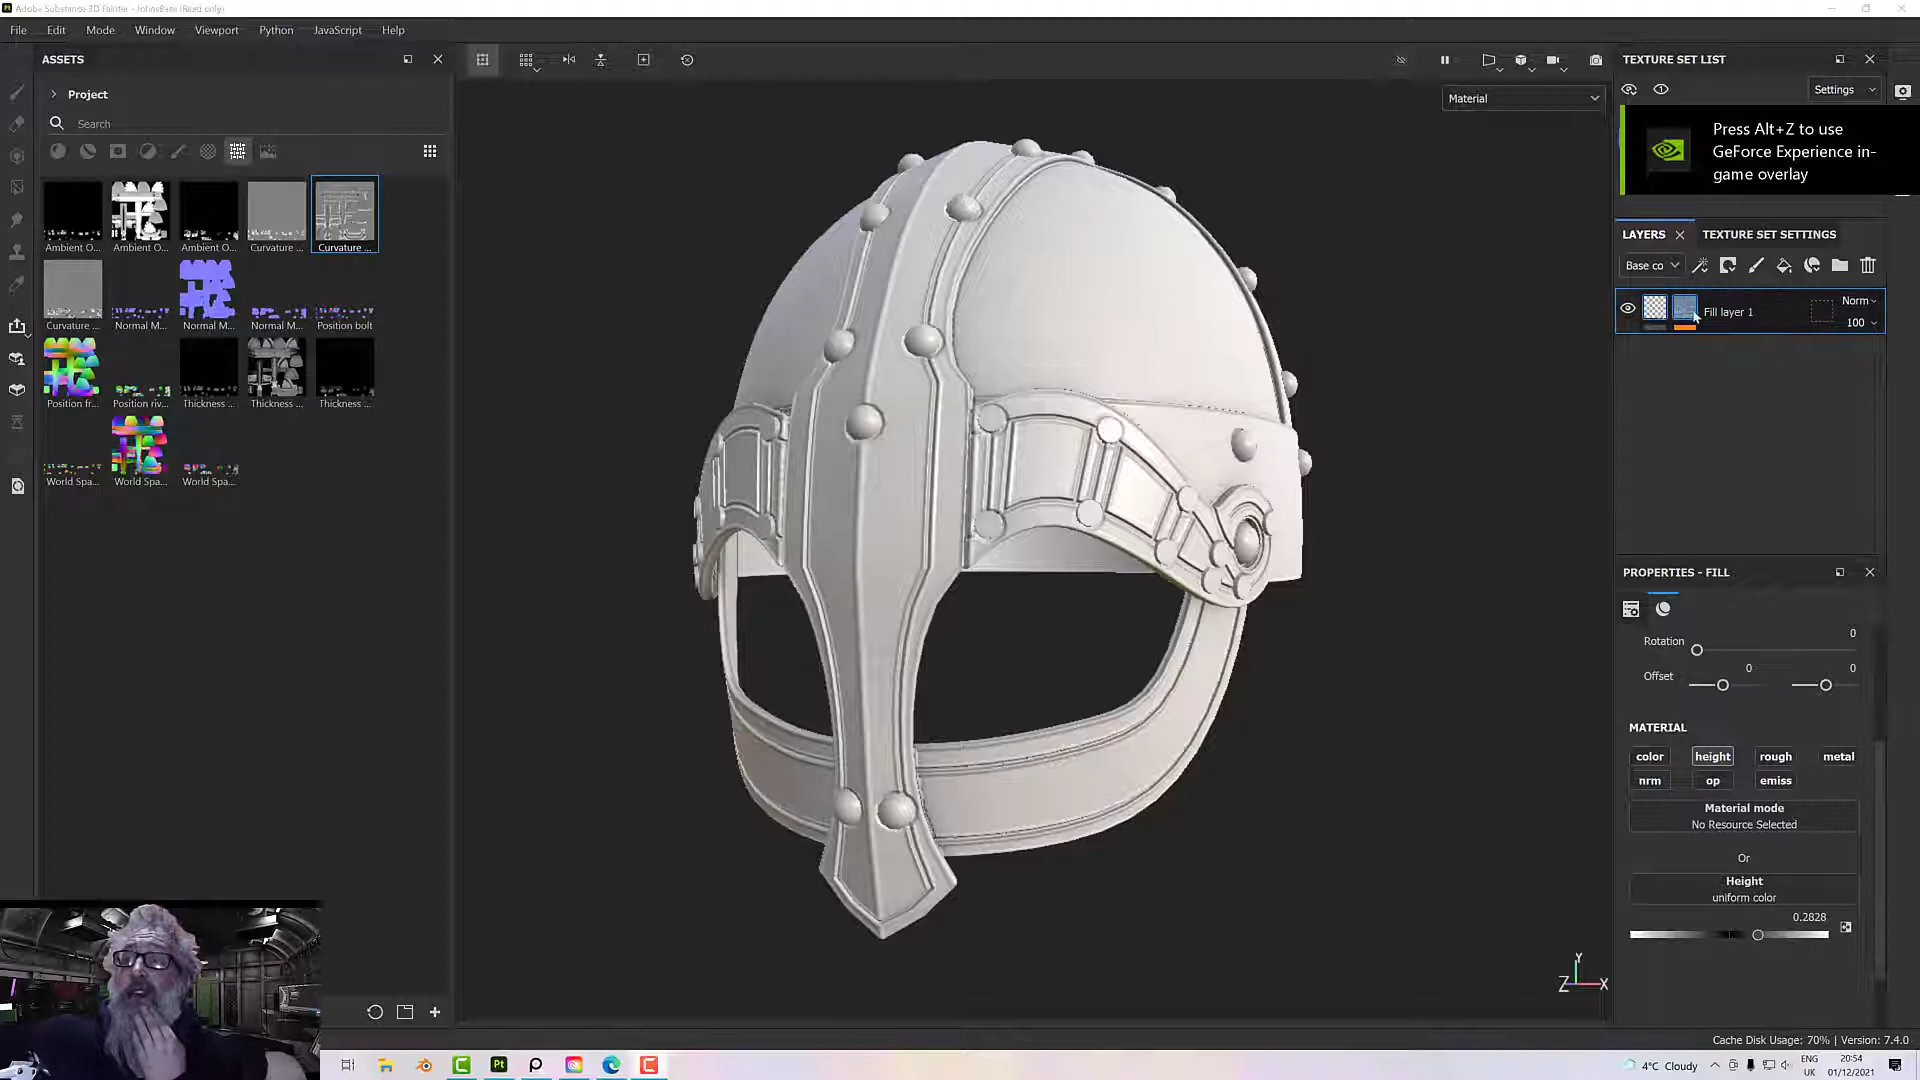 Adobe Substance 3D Painter - JohnsBase (Read only)
File Edit Mode Window Viewport Python JavaScript Help
ASSETS
Project
Search
Ambient O... Ambient O... Ambient O... Curvature ... Curvature ...
Curvature ... Normal M... Normal M... Normal M... Position bolt
Position fr... Position riv... Thickness ... Thickness ... Thickness ...
World Spa... World Spa... World Spa...
Material
TEXTURE SET LIST
Settings
Press Alt+Z to use
GeForce Experience in-
game overlay
LAYERS TEXTURE SET SETTINGS
Base co
Fill layer 1
Norm
100
PROPERTIES - FILL
Rotation 0
Offset 0 0
MATERIAL
color height rough metal
nrm op emiss
Material mode
No Resource Selected
Or
Height
uniform color
0.2828
Y
Z X
Cache Disk Usage: 70% | Version: 7.4.0
Pt
4°C Cloudy
ENG
UK
20:54
01/12/2021